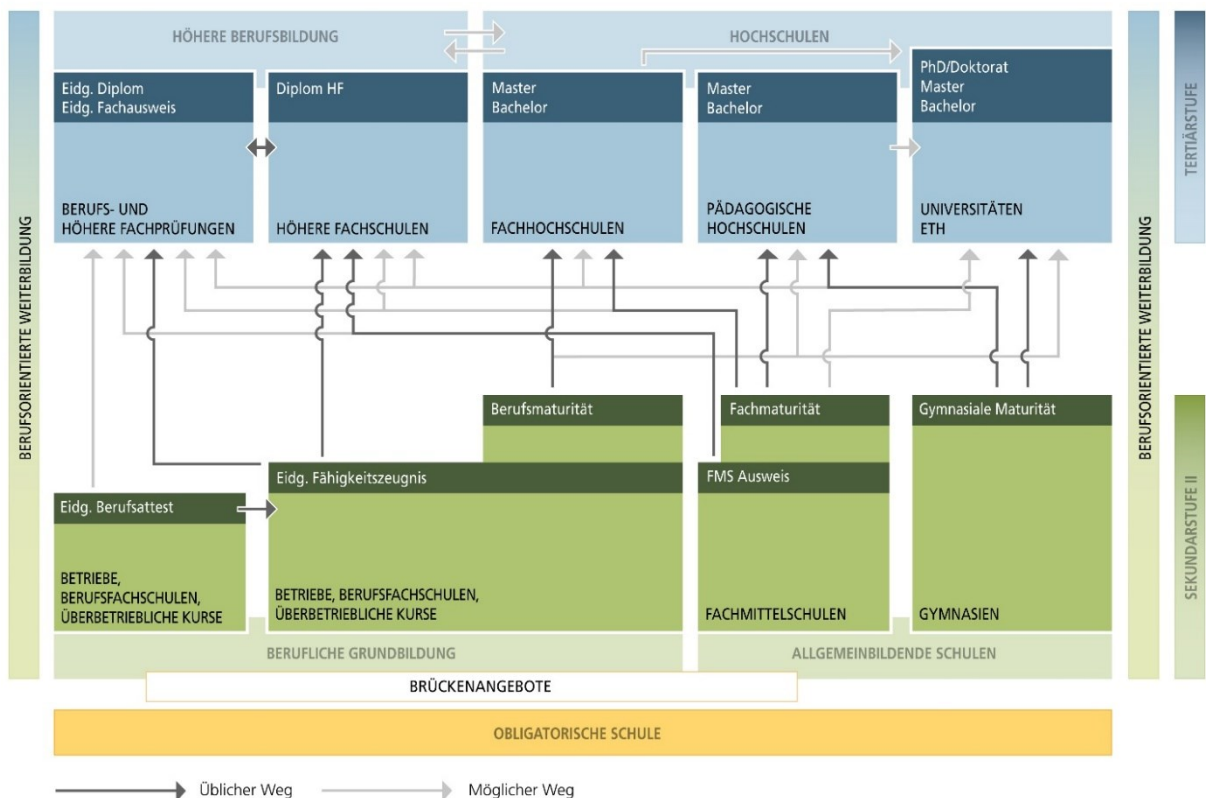 HÖHERE BERUFSBILDUNG
HOCHSCHULEN
Eidg. Diplom
Eidg. Fachausweis
BERUFS- UND
HÖHERE FACHPRÜFUNGEN
Diplom HF
HÖHERE FACHSCHULEN
Master
Bachelor
FACHHOCHSCHULEN
Master
Bachelor
PÄDAGOGISCHE
HOCHSCHULEN
PhD/Doktorat
Master
Bachelor
UNIVERSITÄTEN
ETH
BERUFSORIENTIERTE WEITERBILDUNG
BERUFSORIENTIERTE WEITERBILDUNG
TERTIÄRSTUFE
SEKUNDARSTUFE II
Berufsmaturität
Fachmaturität
Gymnasiale Maturität
Eidg. Fähigkeitszeugnis
FMS Ausweis
Eidg. Berufsattest
BETRIEBE,
BERUFSFACHSCHULEN,
ÜBERBETRIEBLICHE KURSE
BETRIEBE, BERUFSFACHSCHULEN,
ÜBERBETRIEBLICHE KURSE
FACHMITTELSCHULEN
GYMNASIEN
BERUFLICHE GRUNDBILDUNG
ALLGEMEINBILDENDE SCHULEN
BRÜCKENANGEBOTE
OBLIGATORISCHE SCHULE
Üblicher Weg
Möglicher Weg